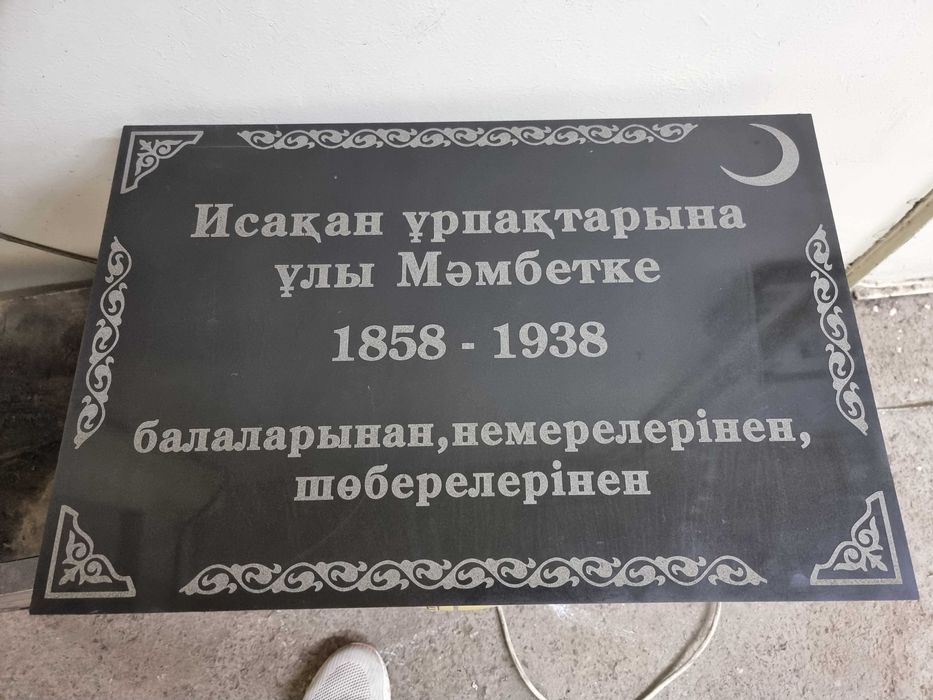 Исақан ұрпақтарына
ұлы Мәмбетке
1858 - 1938
балаларынан,немерелерінен,
шөберелерінен